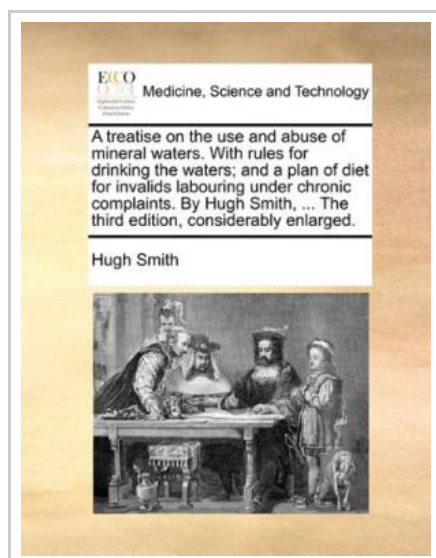 ECCO
Medicine, Science and Technology
A treatise on the use and abuse of
mineral waters. With rules for
drinking the waters; and a plan of diet
for invalids labouring under chronic
complaints. By Hugh Smith, ... The
third edition, considerably enlarged.
Hugh Smith